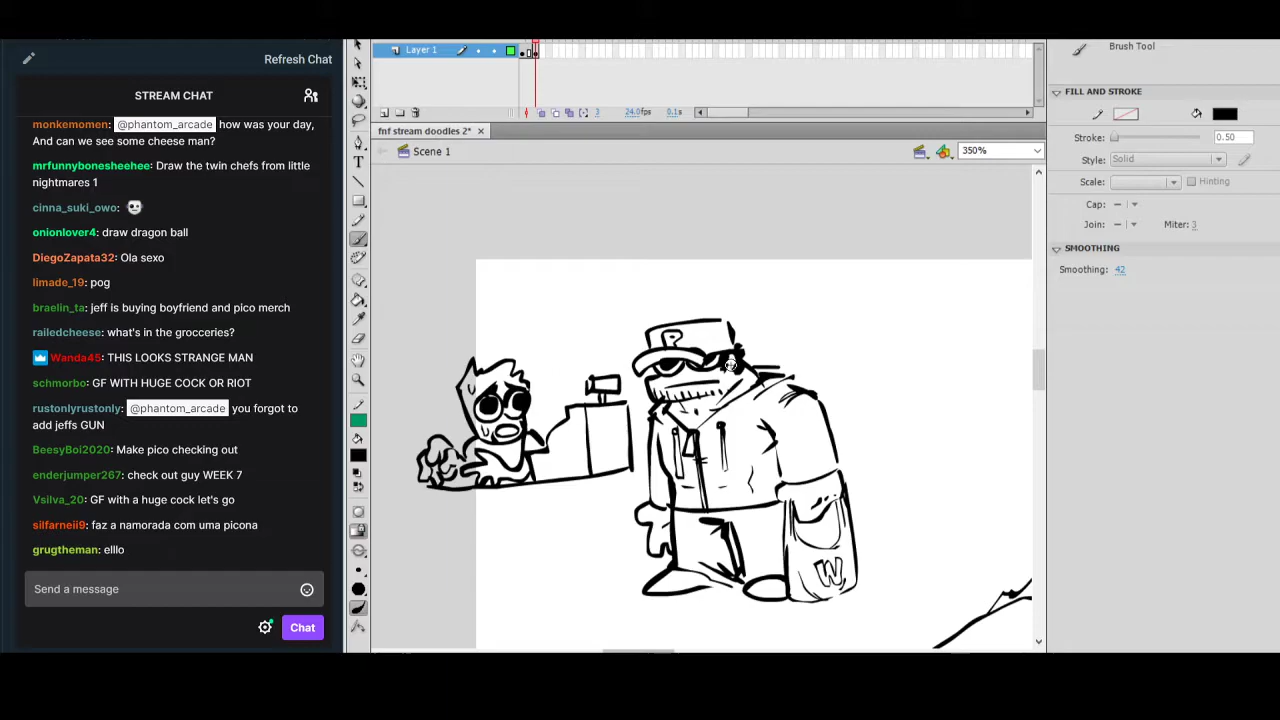 Refresh Chat
STREAM CHAT
monkemomen: @phantom_arcade how was your day,
And can we see some cheese man?
mrfunnybonesheehee: Draw the twin chefs from little
nightmares 1
cinna_suki_owo:
onionlover4: draw dragon ball
DiegoZapata32: Ola sexo
limade_19: pog
braelin_ta: jeff is buying boyfriend and pico merch
railedcheese: what's in the grocceries?
Wanda45: THIS LOOKS STRANGE MAN
schmorbo: GF WITH HUGE COCK OR RIOT
rustonlyrustonly: @phantom_arcade you forgot to
add jeffs GUN
BeesyBoi2020: Make pico checking out
enderjumper267: check out guy WEEK 7
Vsilva_20: GF with a huge cock let's go
silfarneii9: faz a namorada com uma picona
grugtheman: elllo
Send a message
Chat
Layer 1
3 24.0fps 0.1s
fnf stream doodles 2*
Scene 1
350%
P
W
Brush Tool
FILL AND STROKE
Stroke: 0.50
Style: Solid
Scale: Hinting
Cap:
Join: Miter: 3
SMOOTHING
Smoothing: 42